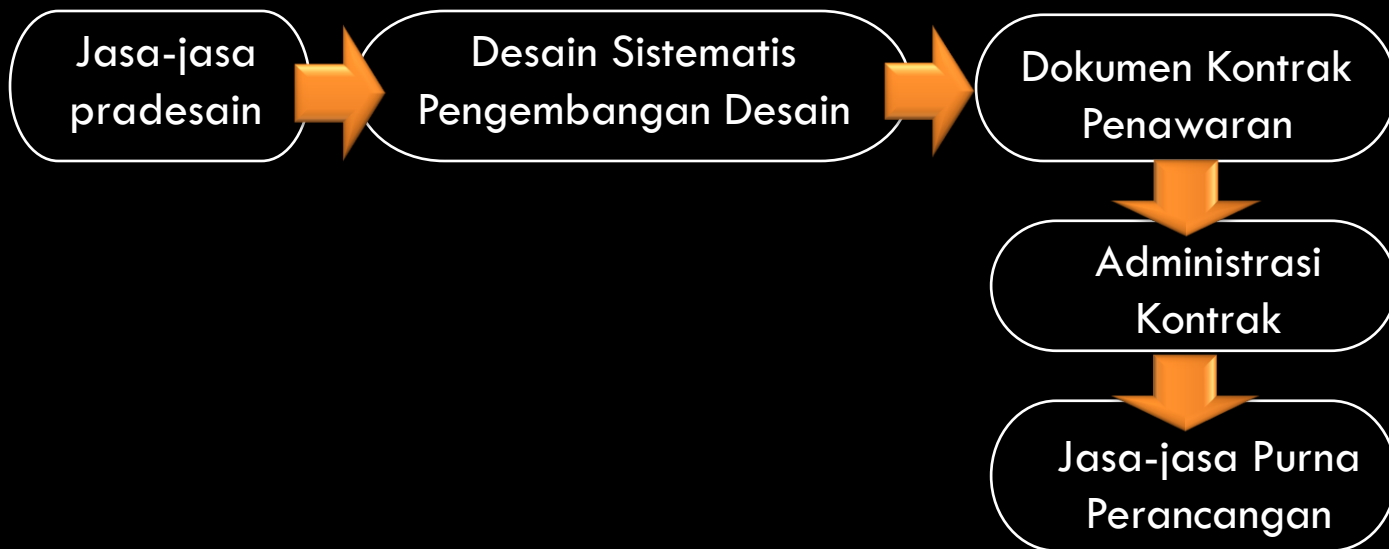 Jasa-jasa
pradesain
Desain Sistematis
Pengembangan Desain
Dokumen Kontrak
Penawaran
Administrasi
Kontrak
Jasa-jasa Purna
Perancangan